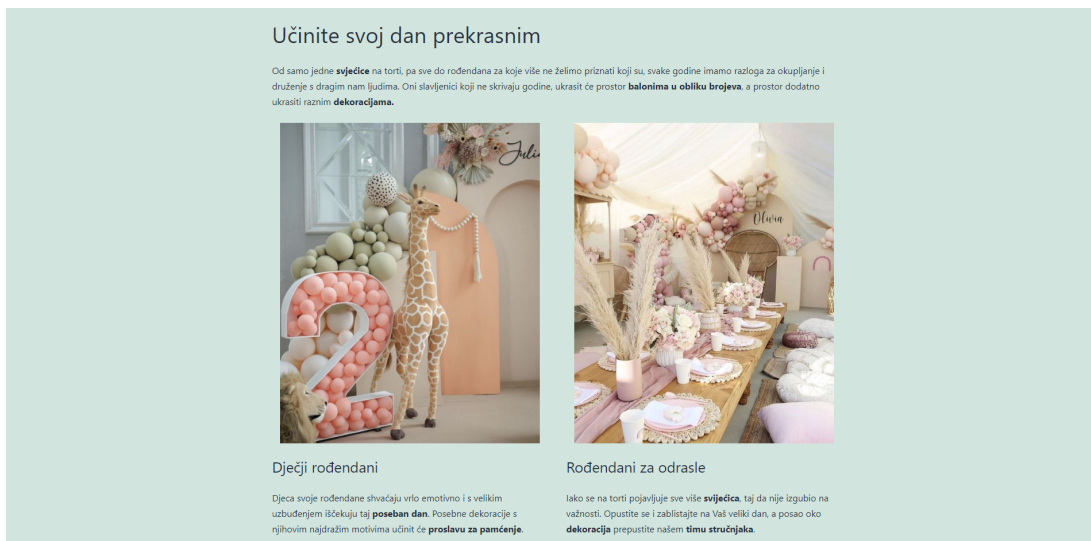 Učinite svoj dan prekrasnim
Od samo jedne svjećice na torti, pa sve do rođendana za koje više ne želimo priznati koji su, svake godine imamo razloga za okupljanje i
druženje s dragim nam ljudima. Oni slavljenici koji ne skrivaju godine, ukrasit će prostor balonima u obliku brojeva, a prostor dodatno
ukrasiti raznim dekoracijama.
2
Olivia
Dječji rođendani
Djeca svoje rođendane shvaćaju vrlo emotivno i s velikim
uzbuđenjem iščekuju taj poseban dan. Posebne dekoracije s
njihovim najdražim motivima učinit će proslavu za pamćenje.
Rođendani za odrasle
Iako se na torti pojavljuje sve više svijećica, taj da nije izgubio na
važnosti. Opustite se i zablistajte na Vaš veliki dan, a posao oko
dekoracija prepustite našem timu stručnjaka.